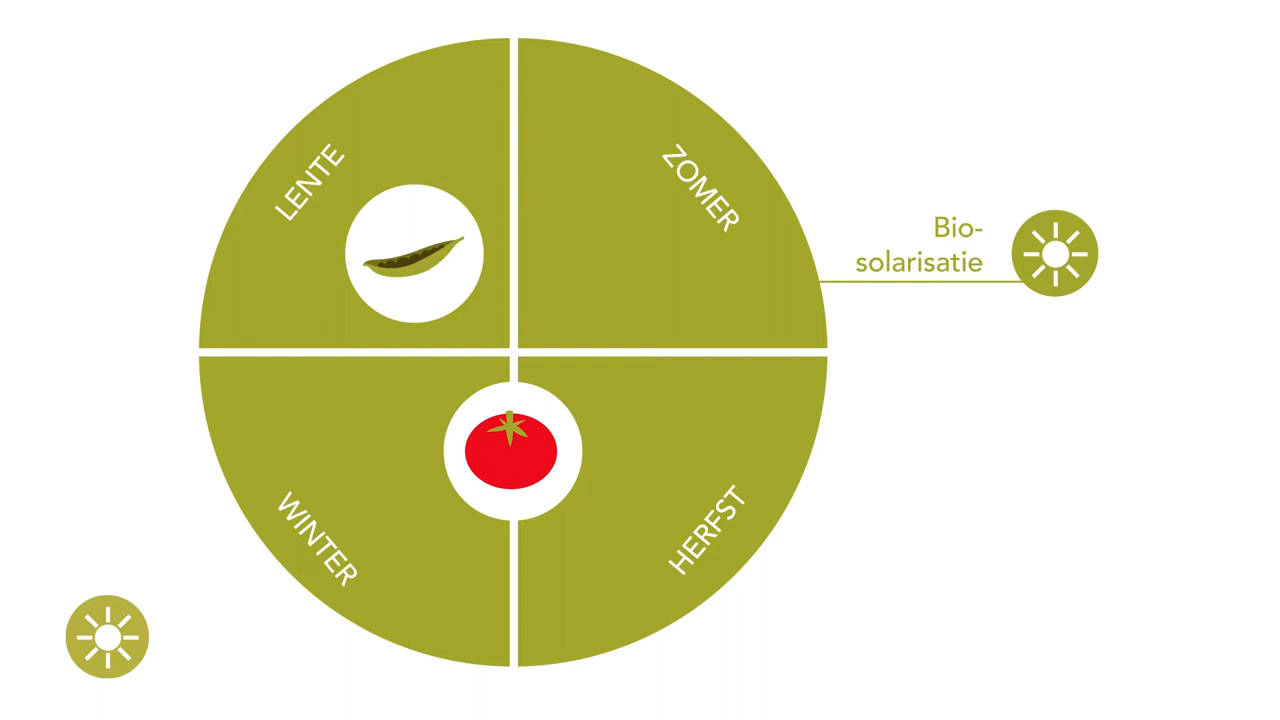 LENTE
ZOMER
Bio-
solarisatie
WINTER
HERFST